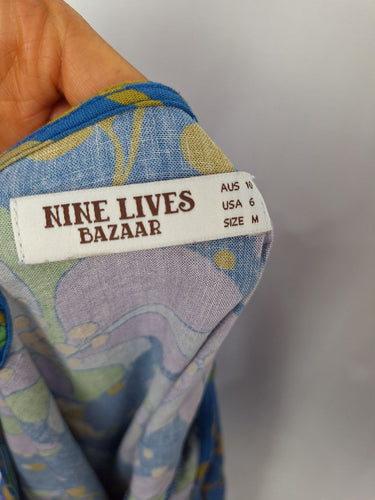 NINE LIVES
BAZAAR
AUS 10
USA 6
SIZE M